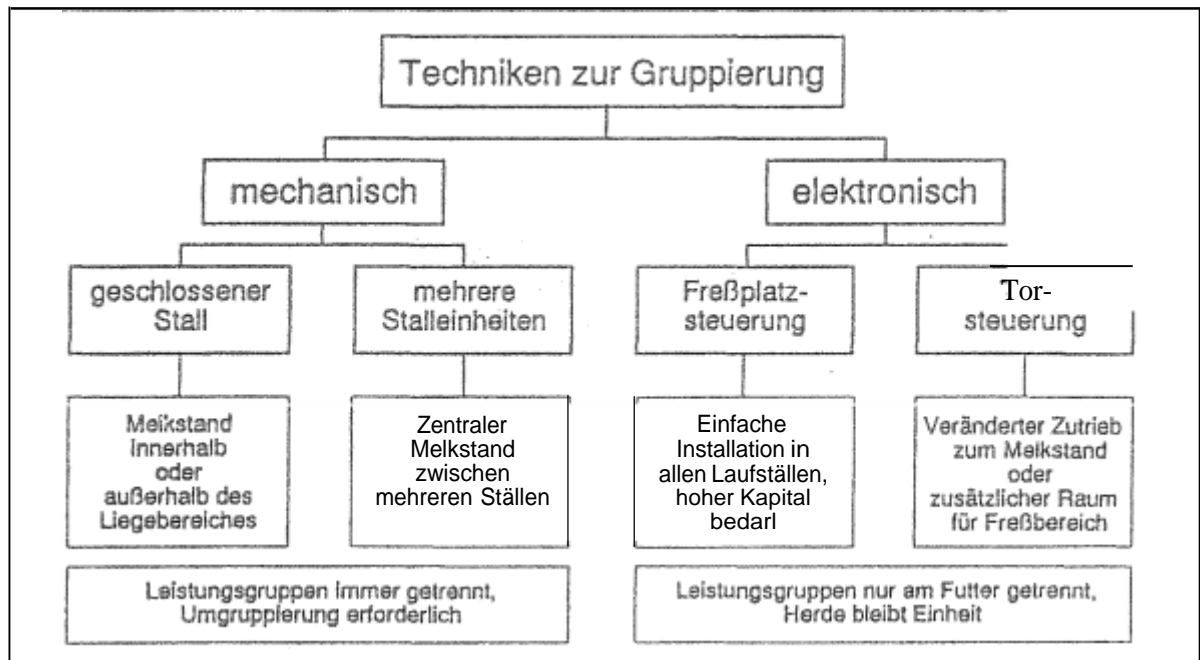 Techniken zur Gruppierung
mechanisch
elektronisch
geschlossener
Stall
mehrere
Stalleinheiten
Freßplatz-
steuerung
Tor-
steuerung
Melkstand
innerhalb
oder
außerhalb des
Liegebereiches
Zentraler
Melkstand
zwischen
mehreren Ställen
Einfache
Installation in
allen Laufställen,
hoher Kapital
bedarl
Veränderter Zutrieb
zum Melkstand
oder
zusätzlicher Raum
für Freßbereich
Leistungsgruppen immer getrennt,
Umgruppierung erforderlich
Leistungsgruppen nur am Futter getrennt,
Herde bleibt Einheit